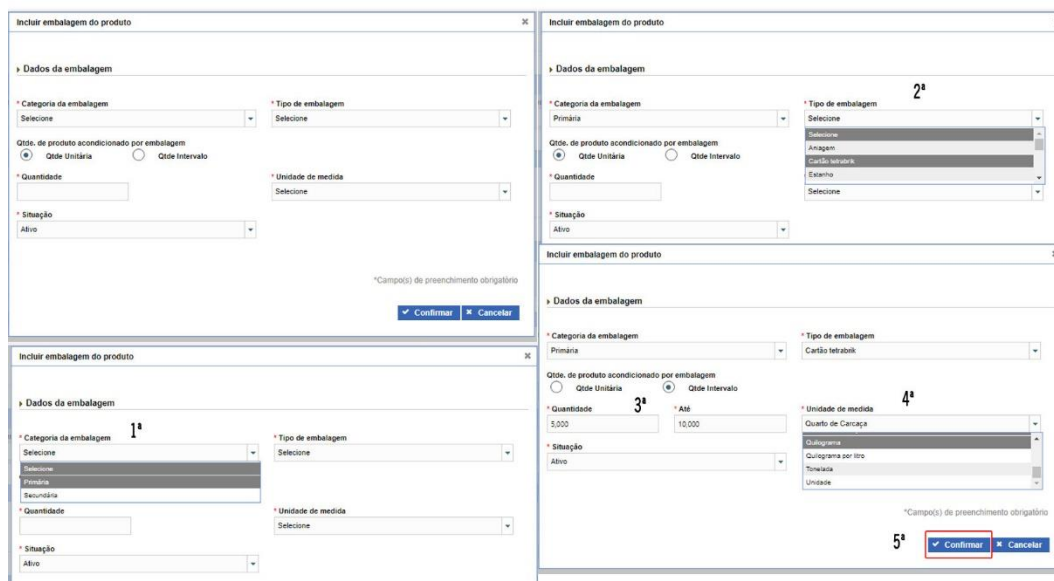 Incluir embalagem do produto
Dados da embalagem
* Categoria da embalagem * Tipo de embalagem
Selecione Selecione
Qtde. de produto acondicionado por embalagem
Qtde Unitária Qtde Intervalo
* Quantidade * Unidade de medida
Selecione
* Situação
Ativo
*Campo(s) de preenchimento obrigatório
Confirmar Cancelar
Incluir embalagem do produto
Dados da embalagem
1ª
* Categoria da embalagem * Tipo de embalagem
Selecione Selecione
Selecione
Primária
Secundária
* Quantidade * Unidade de medida
Selecione
* Situação
Ativo
Incluir embalagem do produto
Dados da embalagem
2ª
* Categoria da embalagem * Tipo de embalagem
Primária Selecione
Selecione
Aniagem
Cartão tetrabrik
Estanho
Qtde. de produto acondicionado por embalagem
Qtde Unitária Qtde Intervalo
* Quantidade
Selecione
* Situação
Ativo
Incluir embalagem do produto
Dados da embalagem
* Categoria da embalagem * Tipo de embalagem
Primária Cartão tetrabrik
Qtde. de produto acondicionado por embalagem
Qtde Unitária Qtde Intervalo
3ª 4ª
* Quantidade * Até * Unidade de medida
5,000 10,000 Quarto de Carcaça
Quilograma
Quilograma por litro
Tonelada
Unidade
* Situação
Ativo
*Campo(s) de preenchimento obrigatório
5ª Confirmar Cancelar